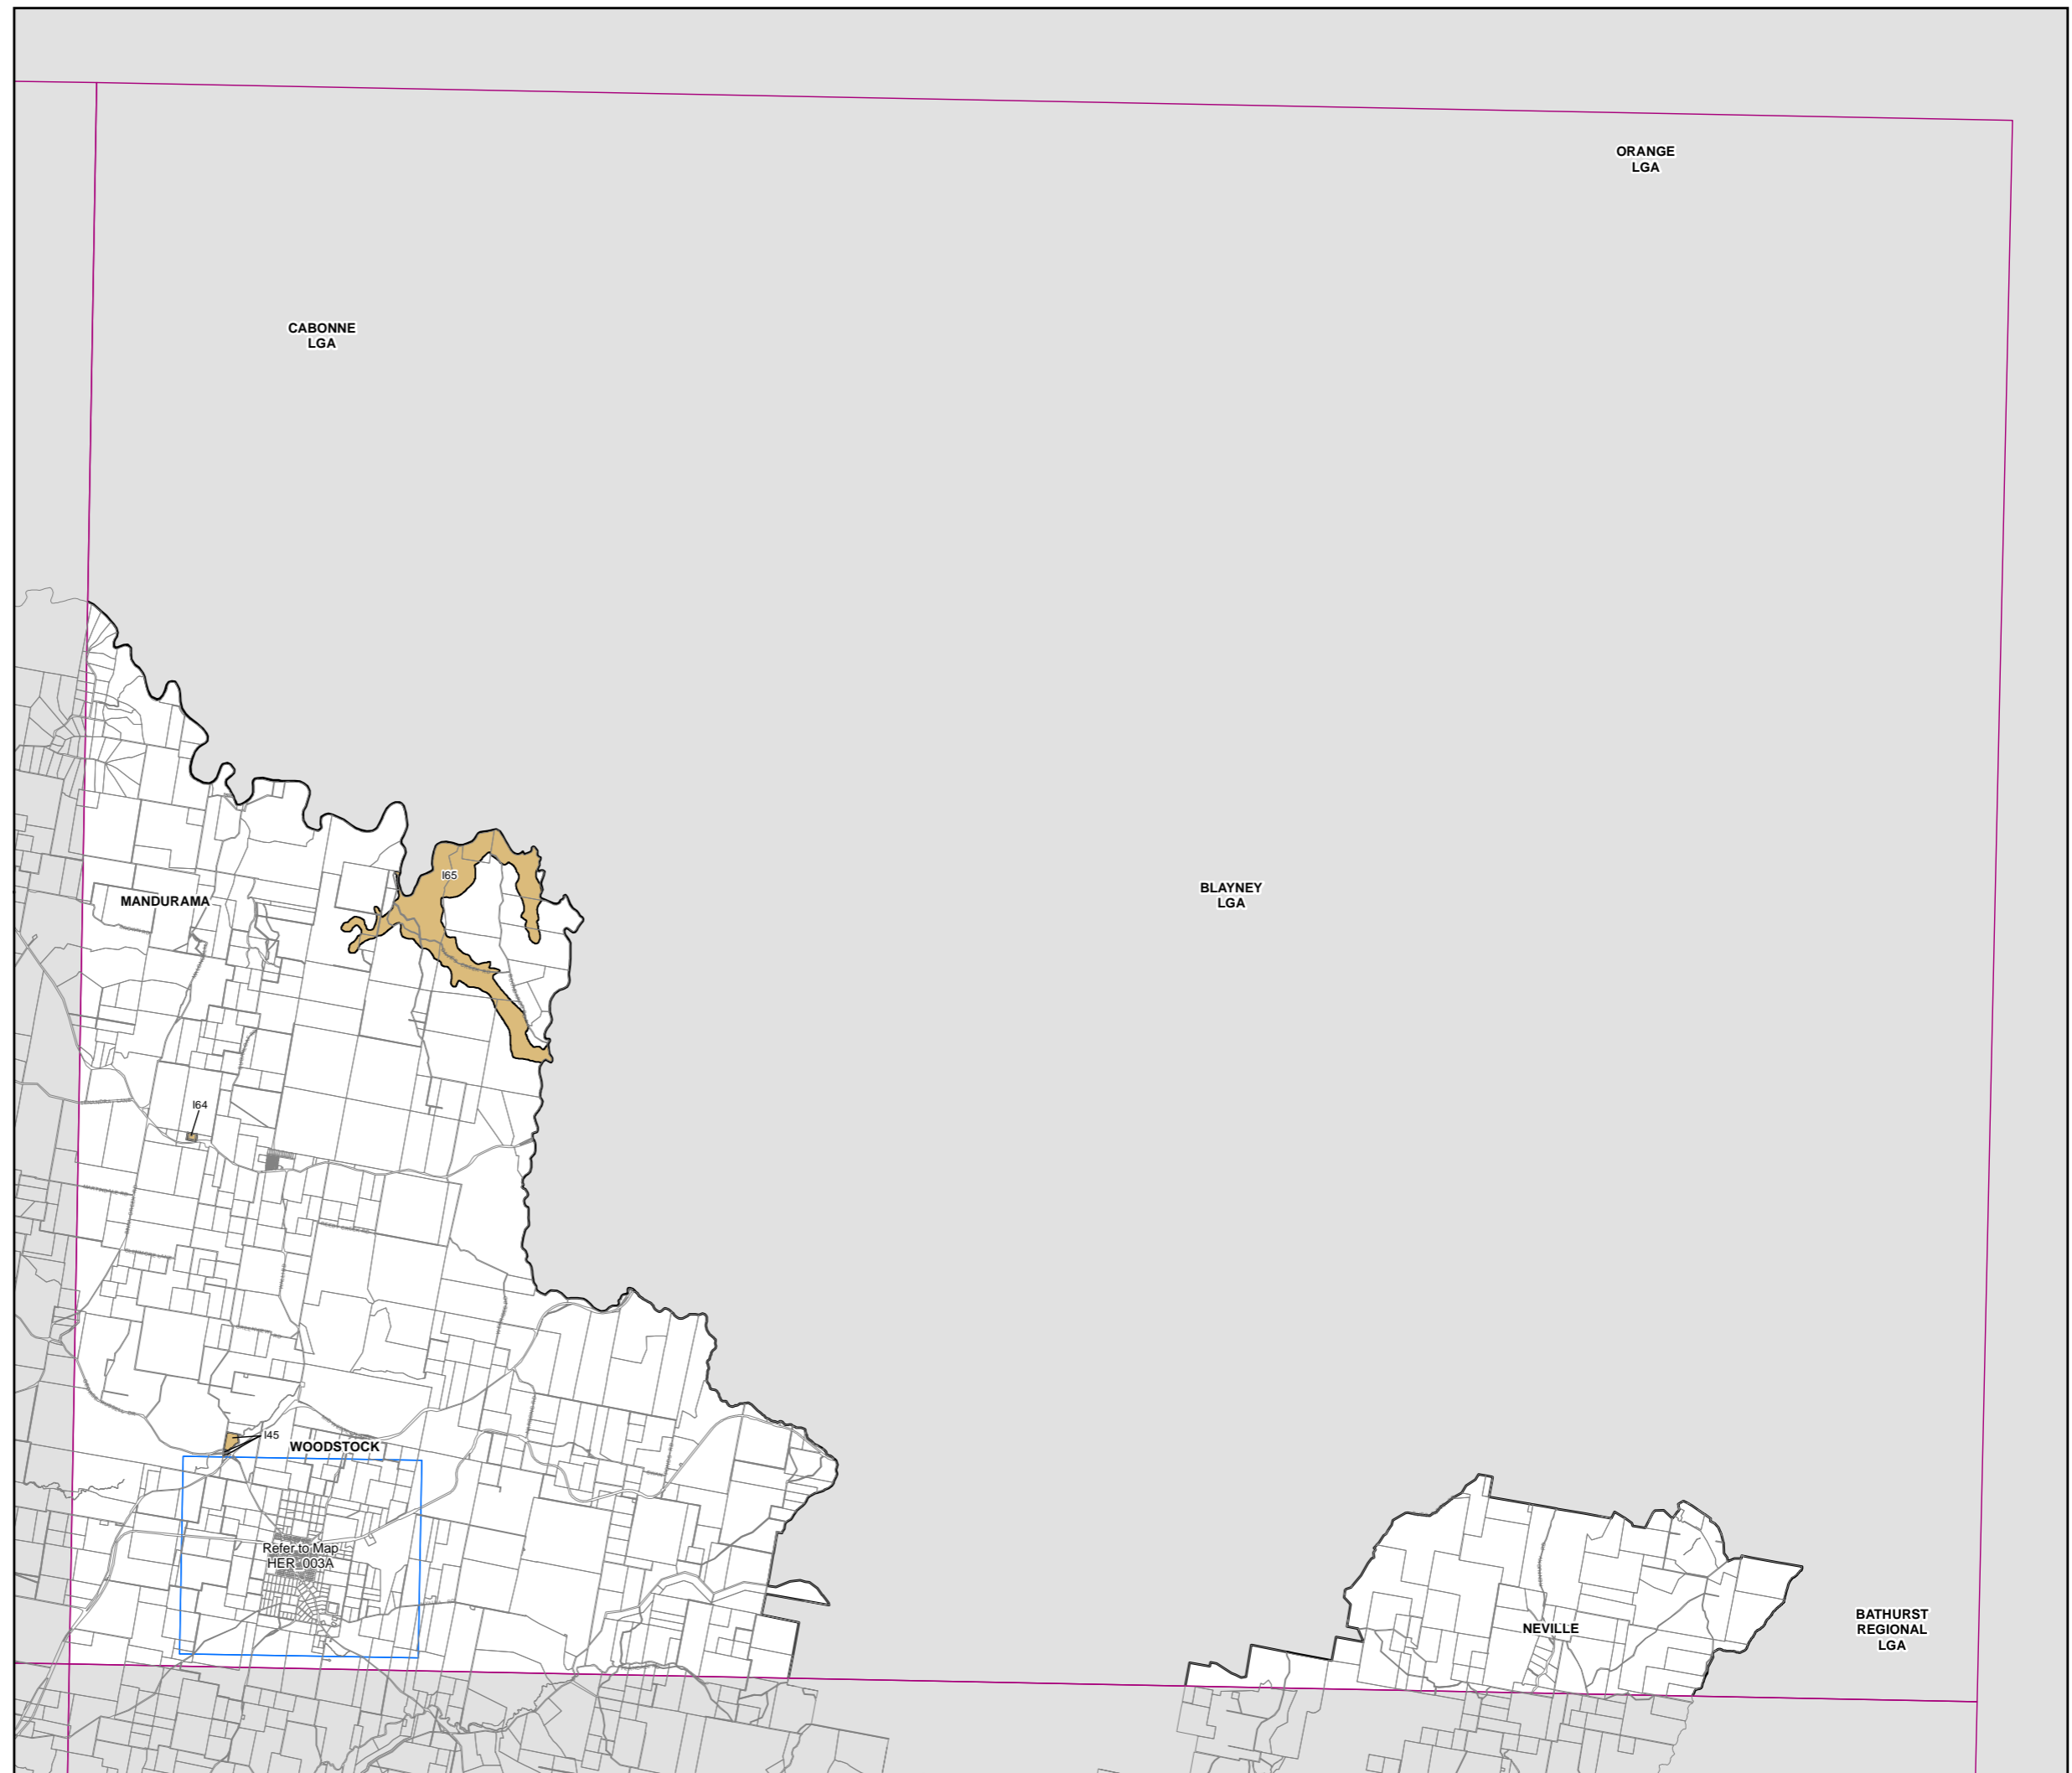 ORANGE
LGA
CABONNE
LGA
I65
BLAYNEY
LGA
MANDURAMA
I64
I45
WOODSTOCK
Refer to Map
HER_003A
BATHURST
REGIONAL
LGA
NEVILLE